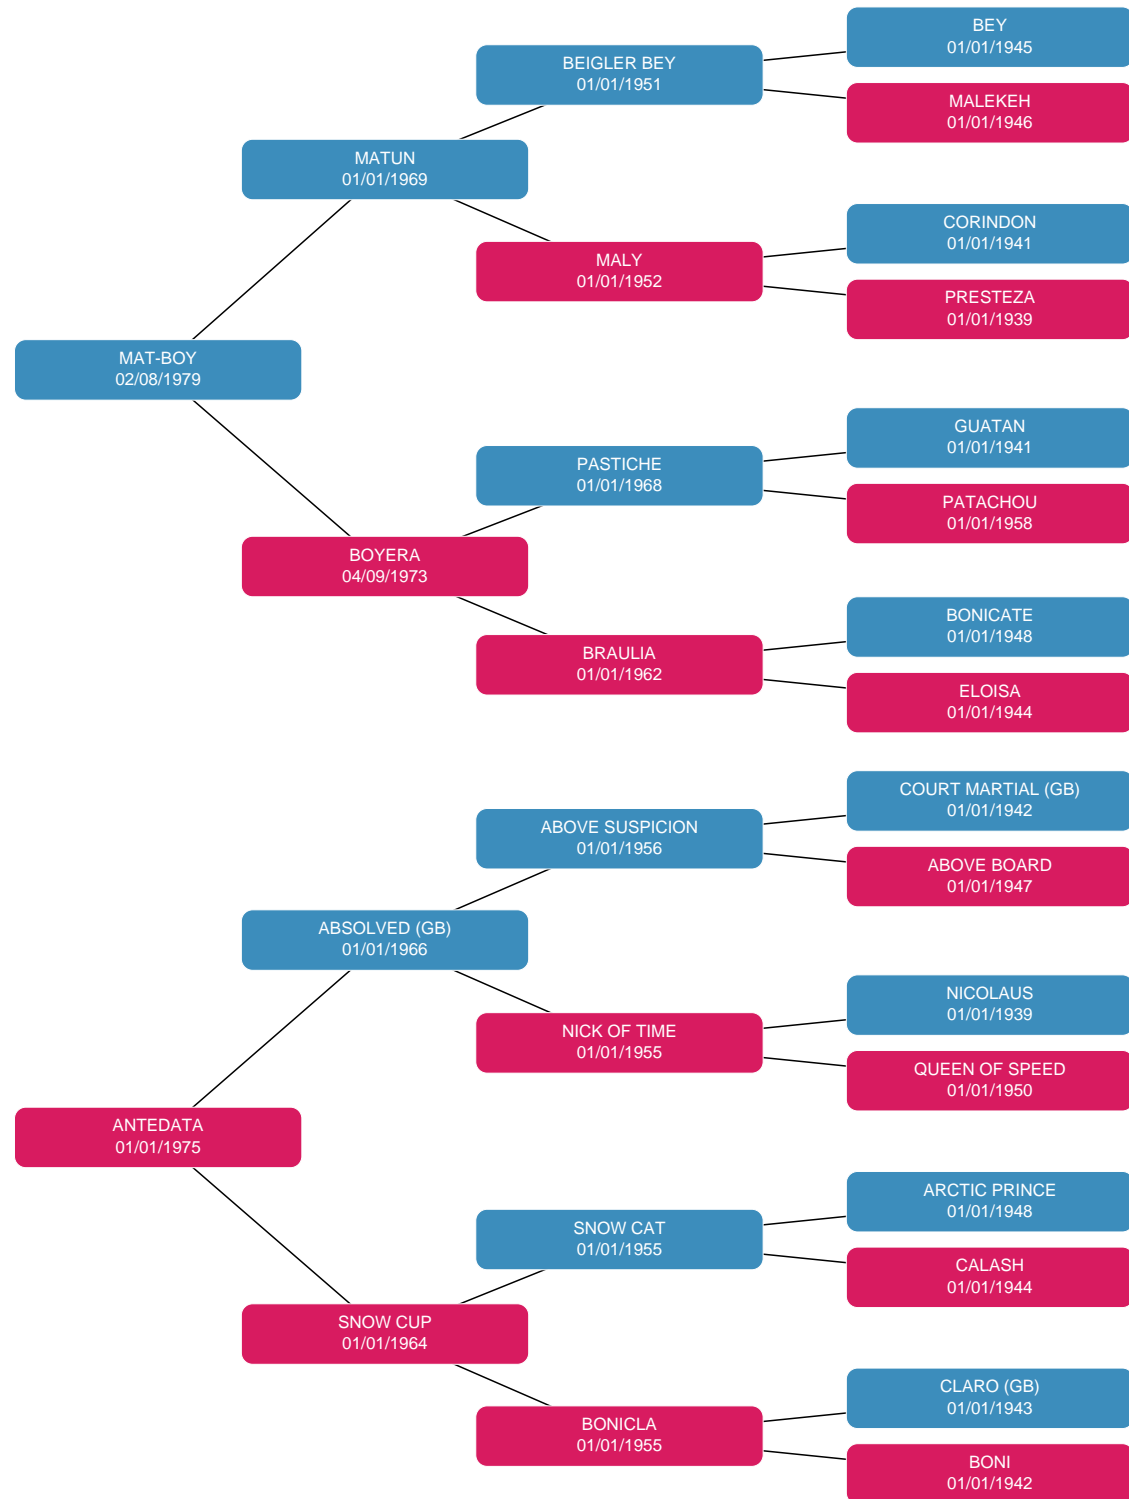 BEY
01/01/1945
BEIGLER BEY
01/01/1951
MALEKEH
01/01/1946
MATUN
01/01/1969
CORINDON
01/01/1941
MALY
01/01/1952
PRESTEZA
01/01/1939
MAT-BOY
02/08/1979
GUATAN
01/01/1941
PASTICHE
01/01/1968
PATACHOU
01/01/1958
BOYERA
04/09/1973
BONICATE
01/01/1948
BRAULIA
01/01/1962
ELOISA
01/01/1944
COURT MARTIAL (GB)
01/01/1942
ABOVE SUSPICION
01/01/1956
ABOVE BOARD
01/01/1947
ABSOLVED (GB)
01/01/1966
NICOLAUS
01/01/1939
NICK OF TIME
01/01/1955
QUEEN OF SPEED
01/01/1950
ANTEDATA
01/01/1975
ARCTIC PRINCE
01/01/1948
SNOW CAT
01/01/1955
CALASH
01/01/1944
SNOW CUP
01/01/1964
CLARO (GB)
01/01/1943
BONICLA
01/01/1955
BONI
01/01/1942